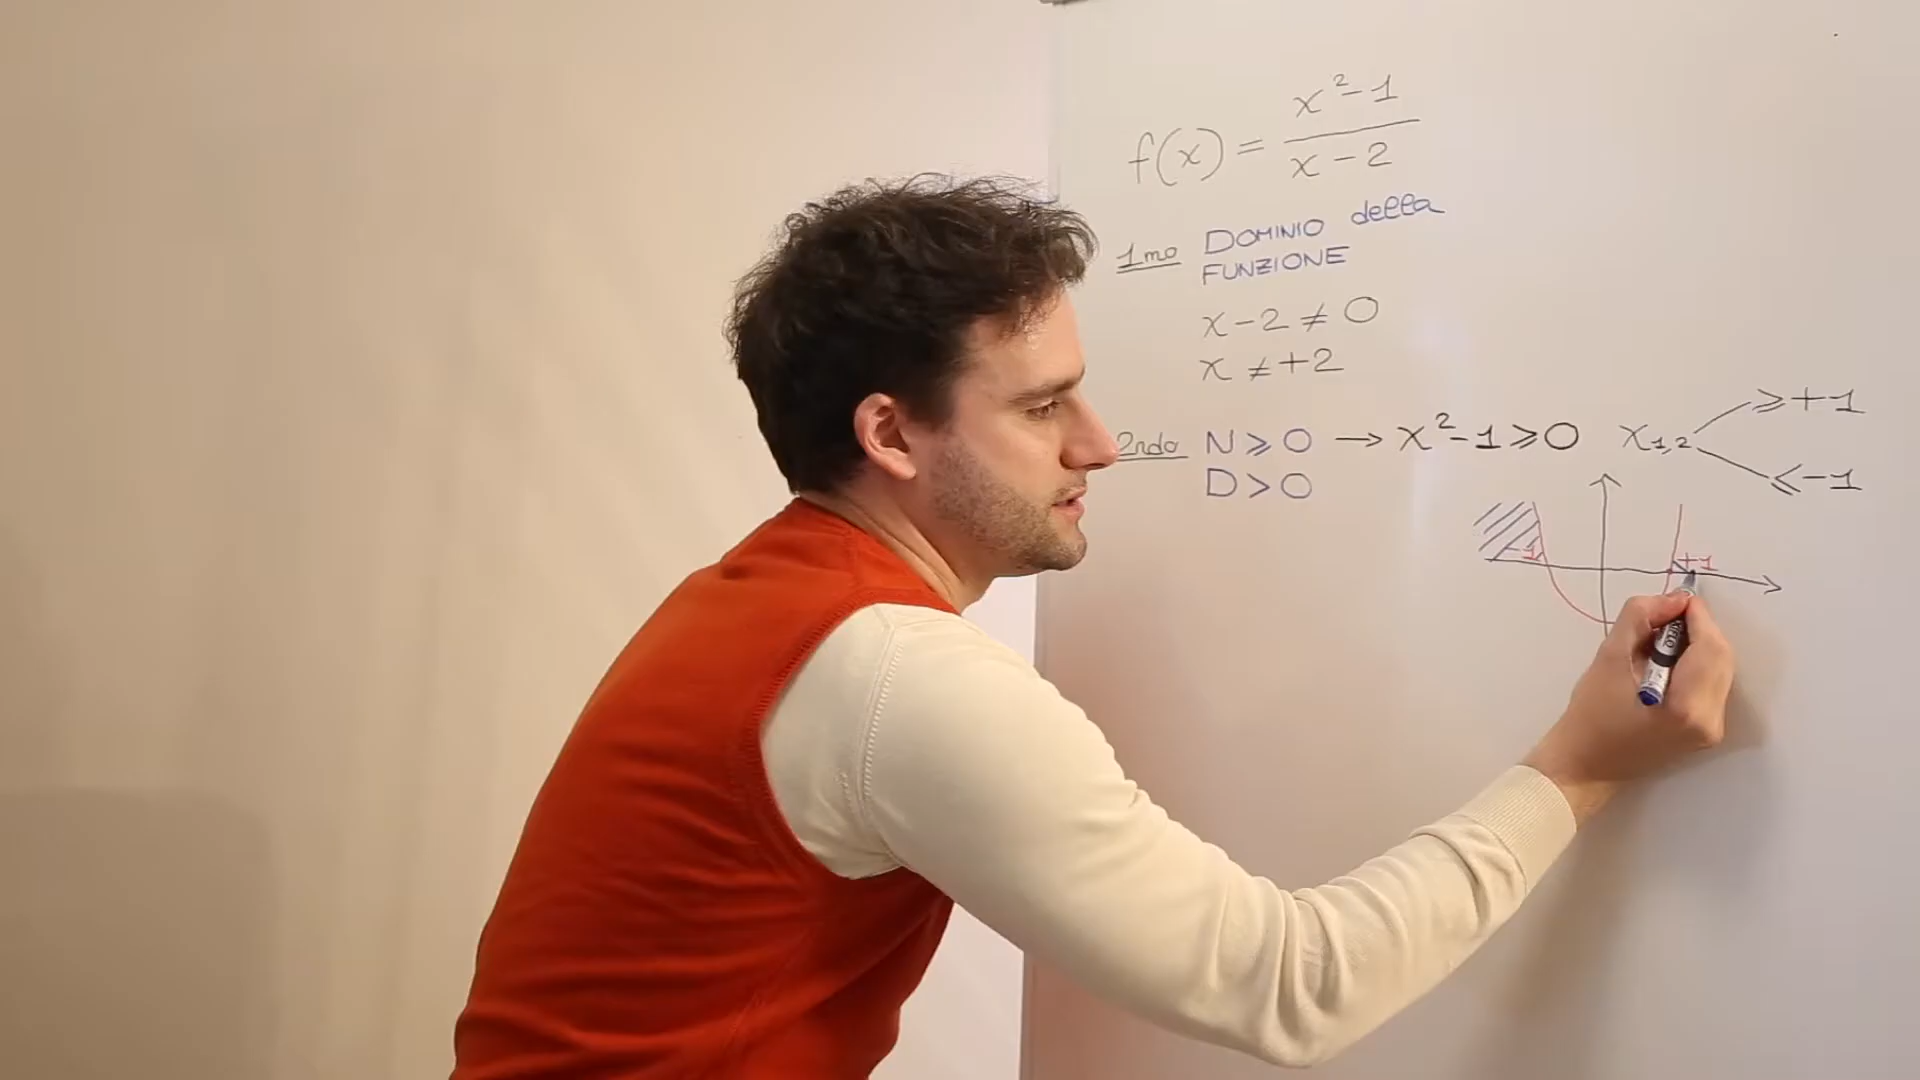 f(x) = x²-1 / x-2
1mo DOMINIO della
FUNZIONE
x-2≠0
x≠+2
2ndo N⩾0 → x²-1⩾0 x1,2 ⩾+1
⩽-1
D>0
-1 +1